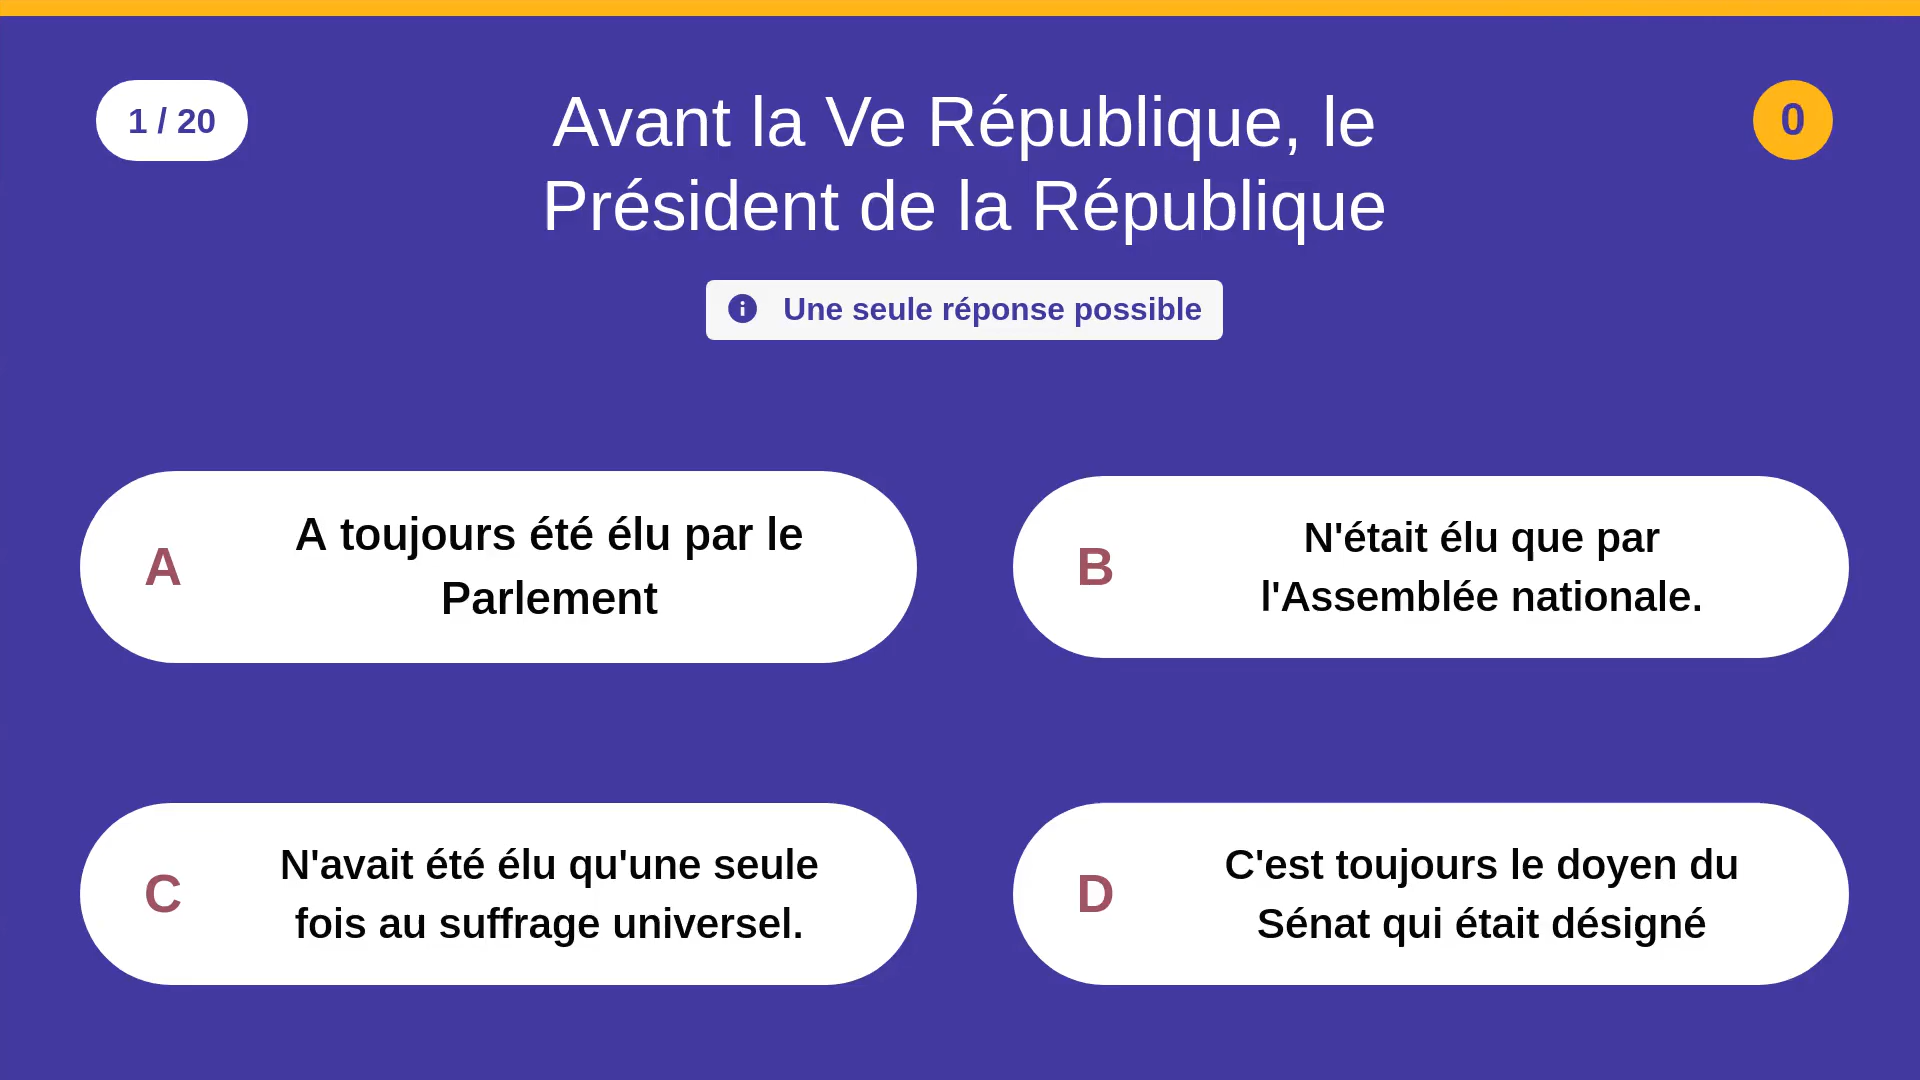 1 / 20
Avant la Ve République, le
Président de la République
0
Une seule réponse possible
A
A toujours été élu par le
Parlement
B
N'était élu que par
l'Assemblée nationale.
C
N'avait été élu qu'une seule
fois au suffrage universel.
D
C'est toujours le doyen du
Sénat qui était désigné